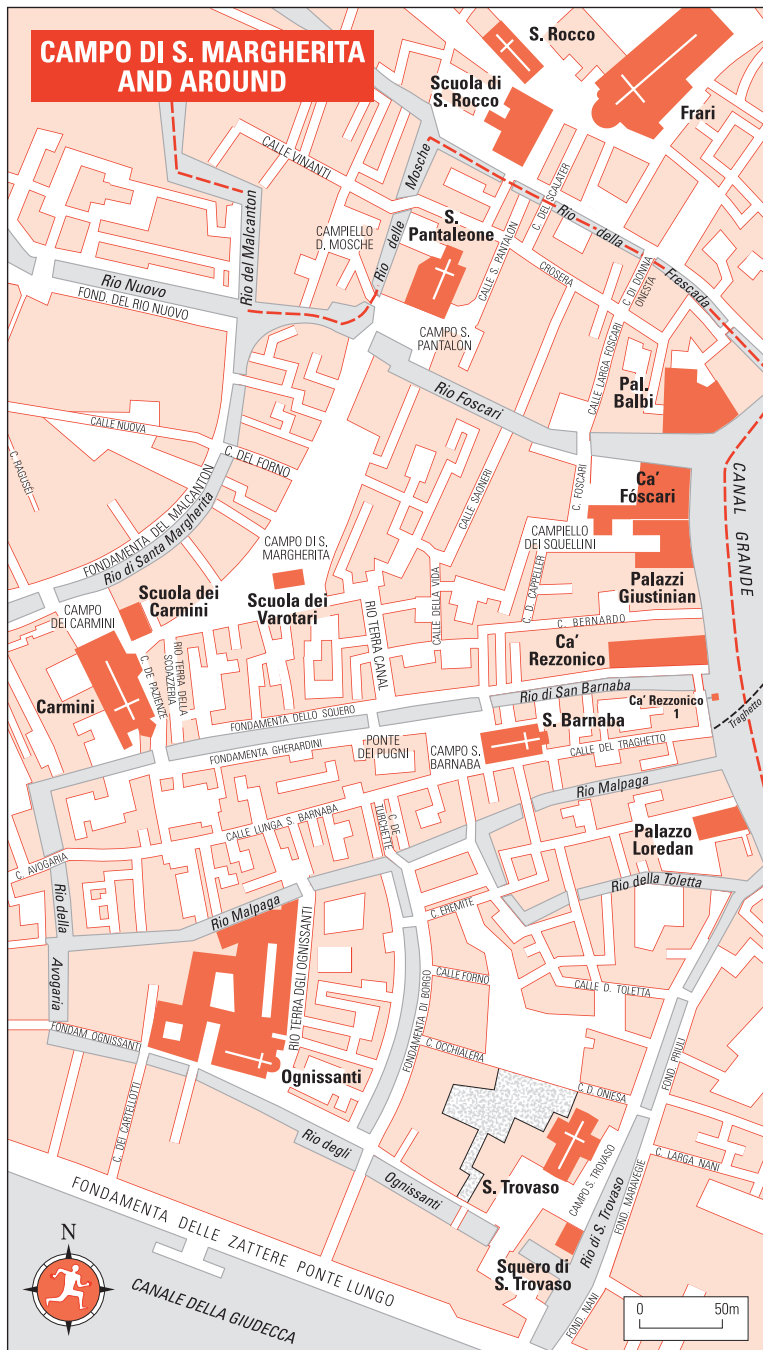 CAMPO DI S. MARGHERITA
AND AROUND
S. Rocco
Scuola di
S. Rocco
Frari
CALLE VINANTI
Mosche
C. DEL SCALATER
Rio
della
Frescada
S.
Pantaleone
CAMPIELLO
D. MOSCHE
Rio delle
CALLE S. PANTALON
CROSERA
C. DI DONNA
ONESTA
Rio del Malcanton
Rio Nuovo
FOND. DEL RIO NUOVO
CAMPO S.
PANTALON
CALLE LARGA FOSCARI
Rio Foscari
Pal.
Balbi
CALLE NUOVA
C. DEL FORNO
C. RAGUSÉI
CANAL GRANDE
C. FOSCARI
Ca'
Fóscari
CALLE SAONERI
FONDAMENTA DEL MALCANTON
Rio di Santa Margherita
CAMPO DI S.
MARGHERITA
CAMPIELLO
DEI SQUELLINI
Palazzi
Giustinian
Scuola dei
Carmini
Scuola dei
Varotari
CAMPO
DEI CARMINI
RIO TERRA CANAL
CALLE DELLA VIDA
C. D. CAPPELLER
C. BERNARDO
Ca'
Rezzonico
C. DE PAZIENZE
RIO TERRA DELLA
SCOAZZERIA
Carmini
Rio di San Barnaba
Ca' Rezzonico
1
Traghetto
FONDAMENTA DELLO SQUERO
S. Barnaba
FONDAMENTA GHERARDINI
PONTE
DEI PUGNI
CAMPO S.
BARNABA
CALLE DEL TRAGHETTO
Rio Malpaga
CALLE LUNGA S. BARNABA
C. DE
TURCHETTE
Palazzo
Loredan
C. AVOGARIA
Rio della Toletta
Rio della
Avogaria
Rio Malpaga
C. EREMITE
RIO TERRA DGLI OGNISSANTI
CALLE FORNO
CALLE D. TOLETTA
FONDAMENTA DI BORGO
FONDAM OGNISSANTI
C. OCCHIALERA
FOND. PRIULI
Ognissanti
C. D. ONIESA
C. DEI CARTELLOTTI
Rio degli
Ognissanti
S. Trovaso
CAMPO S. TROVASO
C. LARGA NANI
FOND. MARAVEGIE
Rio di S. Trovaso
Squero di
S. Trovaso
FOND. NANI
FONDAMENTA DELLE ZATTERE PONTE LUNGO
CANALE DELLA GIUDECCA
N
0 50m